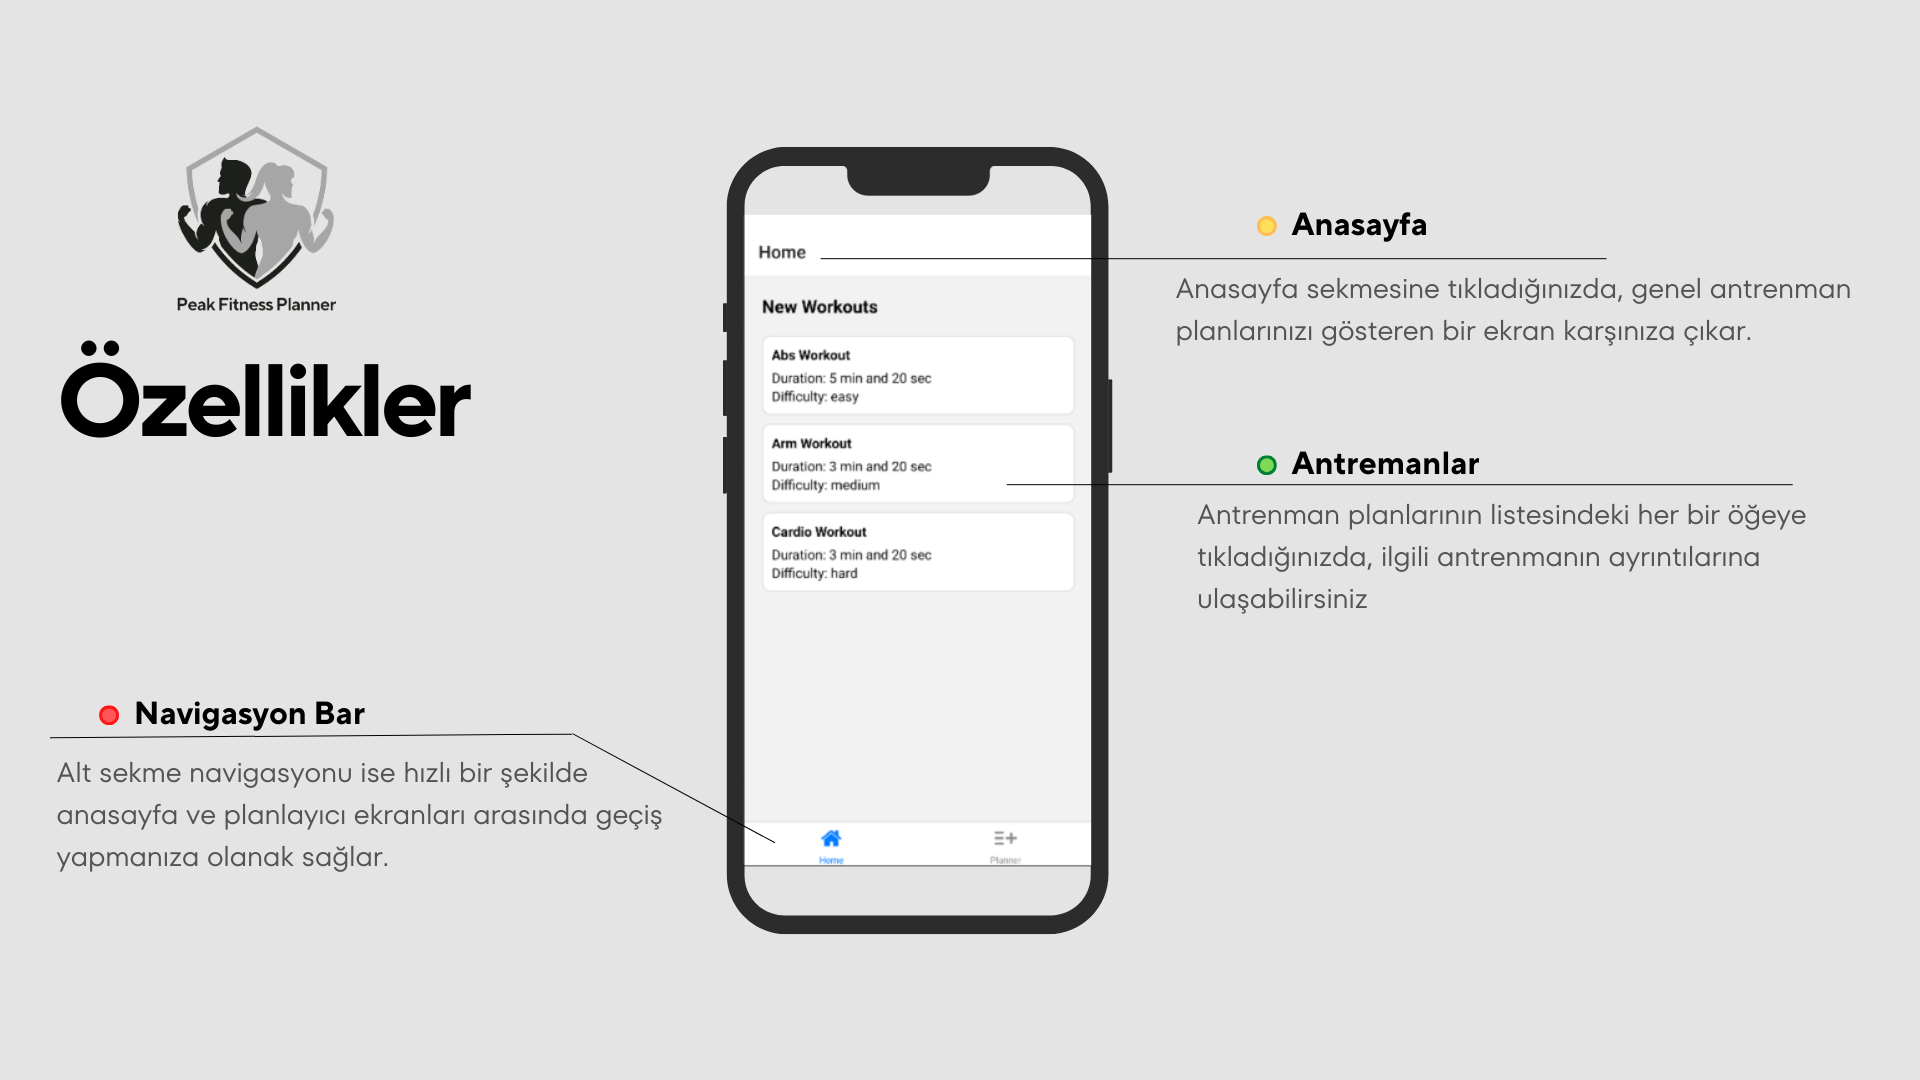 Peak Fitness Planner
Özellikler
Navigasyon Bar
Alt sekme navigasyonu ise hızlı bir şekilde
anasayfa ve planlayıcı ekranları arasında geçiş
yapmanıza olanak sağlar.
Home
New Workouts
Abs Workout
Duration: 5 min and 20 sec
Difficulty: easy
Arm Workout
Duration: 3 min and 20 sec
Difficulty: medium
Cardio Workout
Duration: 3 min and 20 sec
Difficulty: hard
Home
Planner
Anasayfa
Anasayfa sekmesine tıkladığınızda, genel antrenman
planlarınızı gösteren bir ekran karşınıza çıkar.
Antremanlar
Antrenman planlarının listesindeki her bir öğeye
tıkladığınızda, ilgili antrenmanın ayrıntılarına
ulaşabilirsiniz